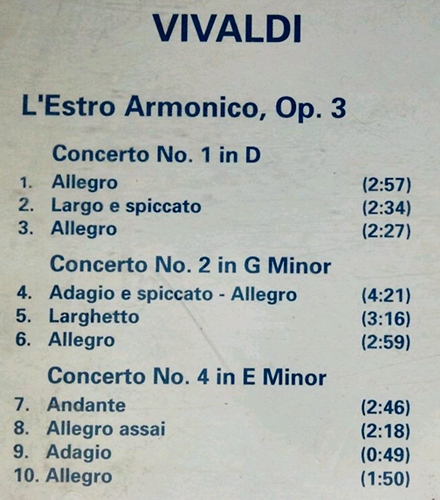 VIVALDI
L'Estro Armonico, Op. 3
Concerto No. 1 in D
1. Allegro (2:57)
2. Largo e spiccato (2:34)
3. Allegro (2:27)
Concerto No. 2 in G Minor
4. Adagio e spiccato - Allegro (4:21)
5. Larghetto (3:16)
6. Allegro (2:59)
Concerto No. 4 in E Minor
7. Andante (2:46)
8. Allegro assai (2:18)
9. Adagio (0:49)
10. Allegro (1:50)